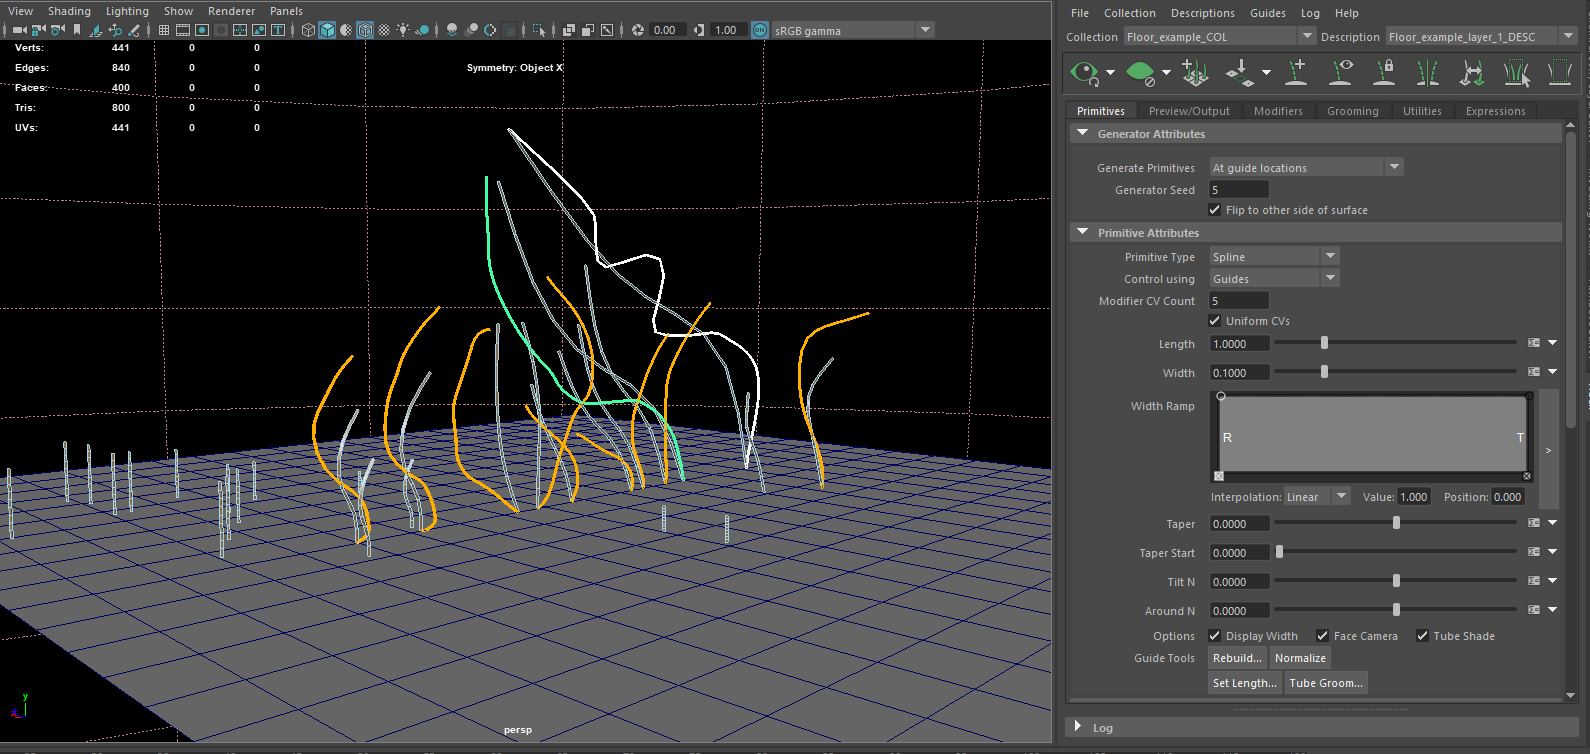 View Shading Lighting Show Renderer Panels
0.00 1.00 ON sRGB gamma
Verts: 441 0 0
Edges: 840 0 0
Faces: 400 0 0
Tris: 800 0 0
UVs: 441 0 0
Symmetry: Object X
persp
y
x
File Collection Descriptions Guides Log Help
Collection Floor_example_COL Description Floor_example_layer_1_DESC
Primitives Preview/Output Modifiers Grooming Utilities Expressions
Generator Attributes
Generate Primitives At guide locations
Generator Seed 5
Flip to other side of surface
Primitive Attributes
Primitive Type Spline
Control using Guides
Modifier CV Count 5
Uniform CVs
Length 1.0000
Width 0.1000
Width Ramp
R T
>
Interpolation: Linear Value: 1.000 Position: 0.000
Taper 0.0000
Taper Start 0.0000
Tilt N 0.0000
Around N 0.0000
Options Display Width Face Camera Tube Shade
Guide Tools Rebuild... Normalize
Set Length... Tube Groom...
Log